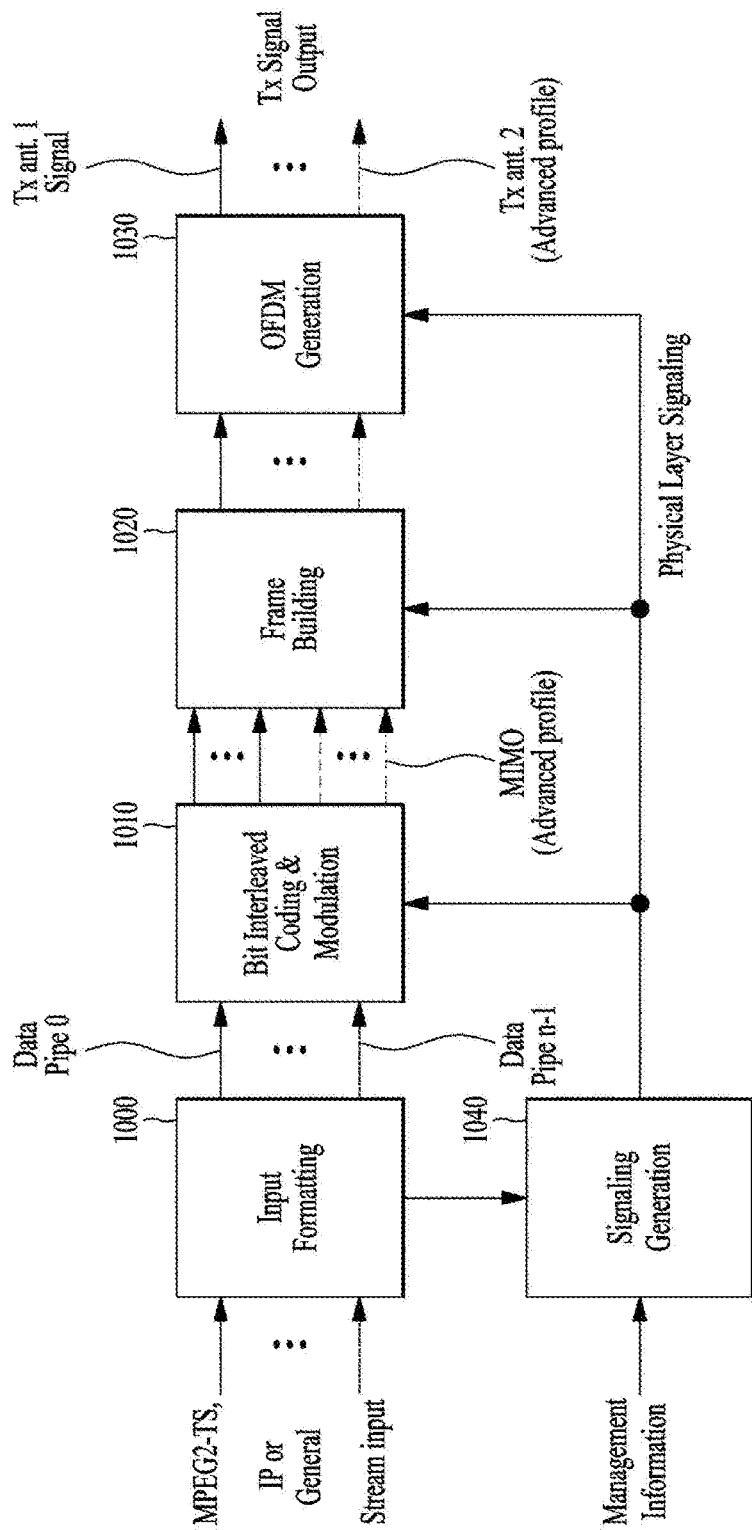 MPEG2-TS,
IP or
General
Stream input
1000
Input
Formatting
Data
Pipe 0
Data
Pipe n-1
1010
Bit Interleaved
Coding &
Modulation
MIMO
(Advanced profile)
1020
Frame
Building
1030
OFDM
Generation
Tx ant. 1
Signal
Tx Signal
Output
Tx ant. 2
(Advanced profile)
Management
Information
1040
Signaling
Generation
Physical Layer Signaling